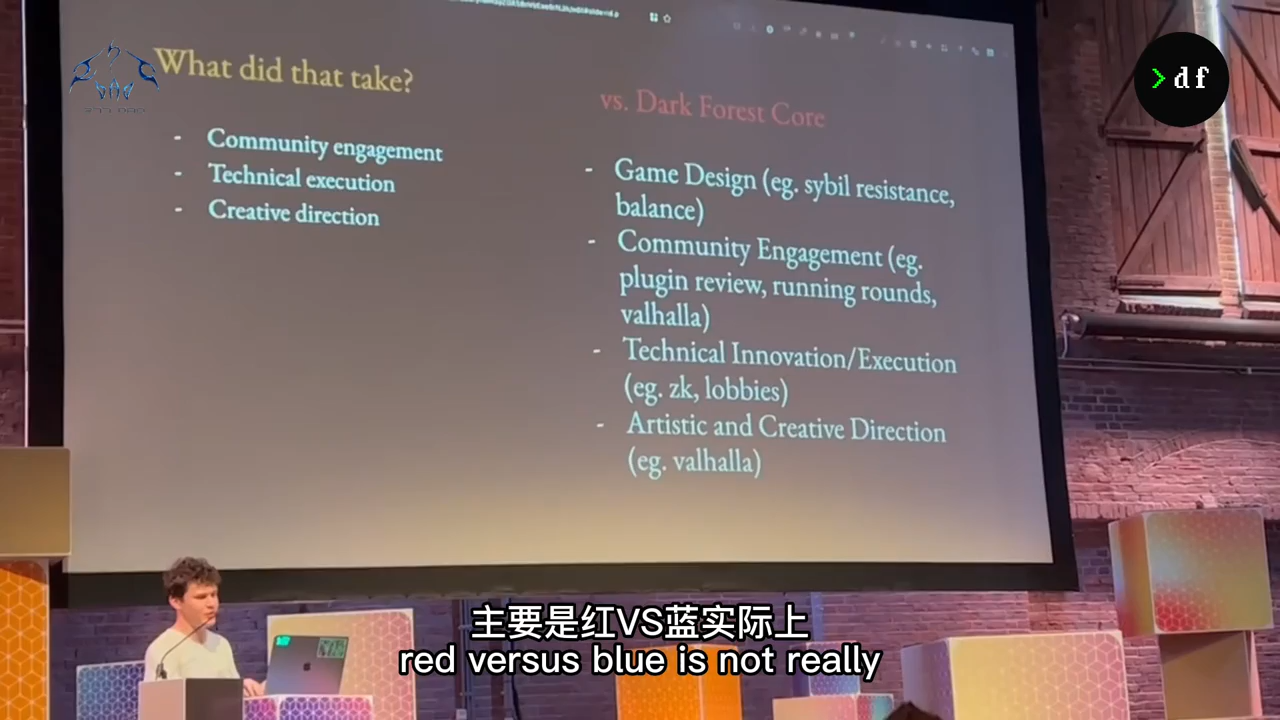 What did that take?
- Community engagement
- Technical execution
- Creative direction
vs. Dark Forest Core
- Game Design (eg. sybil resistance,
balance)
- Community Engagement (eg.
plugin review, running rounds,
valhalla)
- Technical Innovation/Execution
(eg. zk, lobbies)
- Artistic and Creative Direction
(eg. valhalla)
>df
主要是红VS蓝实际上
red versus blue is not really